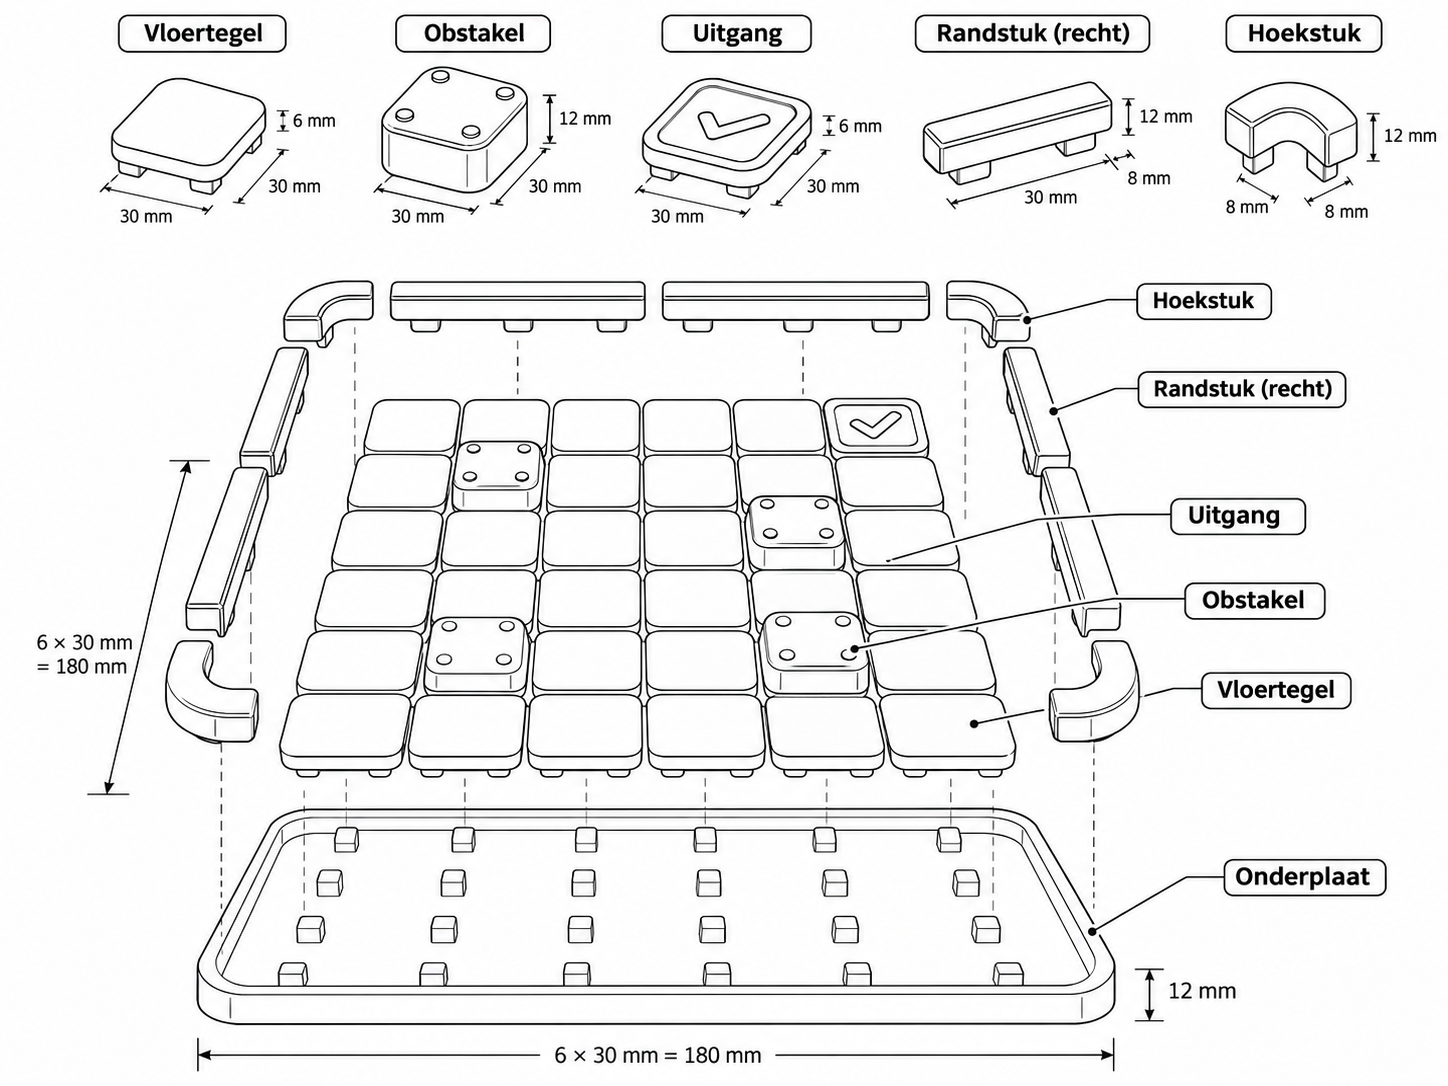 Vloertegel
Obstakel
Uitgang
Randstuk (recht)
Hoekstuk
6 mm
30 mm
30 mm
12 mm
30 mm
30 mm
6 mm
30 mm
30 mm
12 mm
8 mm
30 mm
12 mm
8 mm
8 mm
Hoekstuk
Randstuk (recht)
Uitgang
Obstakel
6 × 30 mm
= 180 mm
Vloertegel
Onderplaat
12 mm
6 × 30 mm = 180 mm